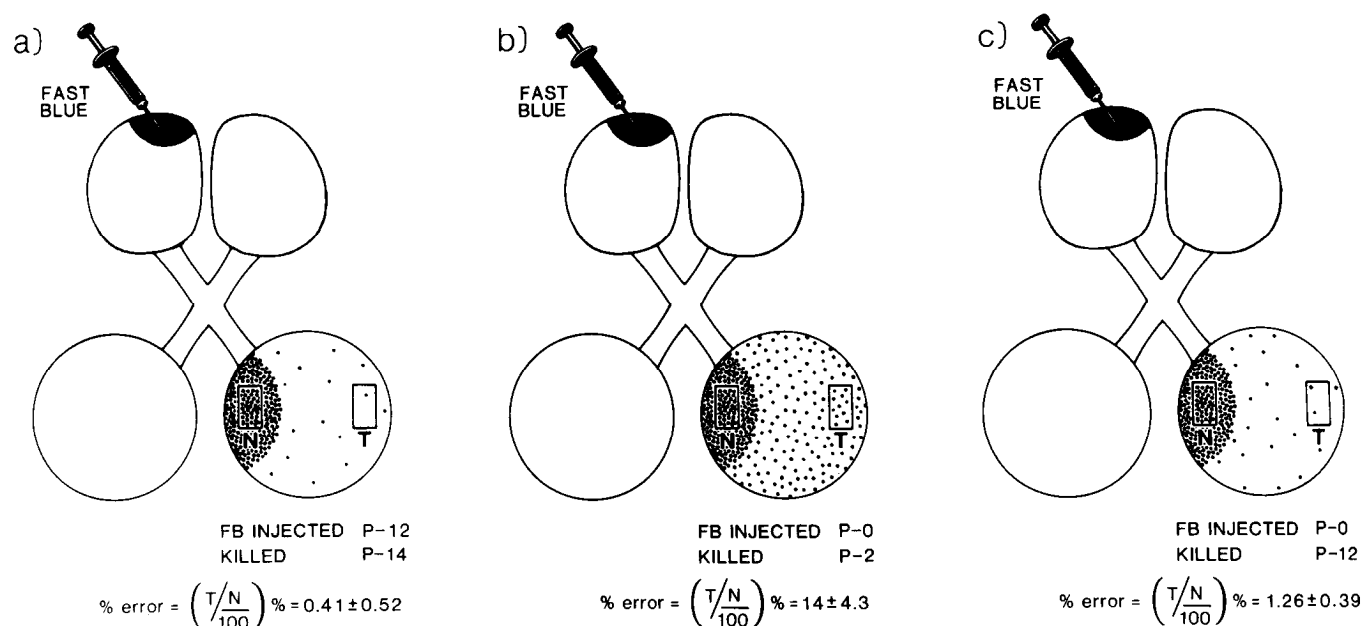 a)
FAST
BLUE
N
T
FB INJECTED P-12
KILLED P-14
% error = (T/N/100) % = 0.41±0.52
b)
FAST
BLUE
N
T
FB INJECTED P-0
KILLED P-2
% error = (T/N/100) % = 14±4.3
c)
FAST
BLUE
N
T
FB INJECTED P-0
KILLED P-12
% error = (T/N/100) % = 1.26±0.39